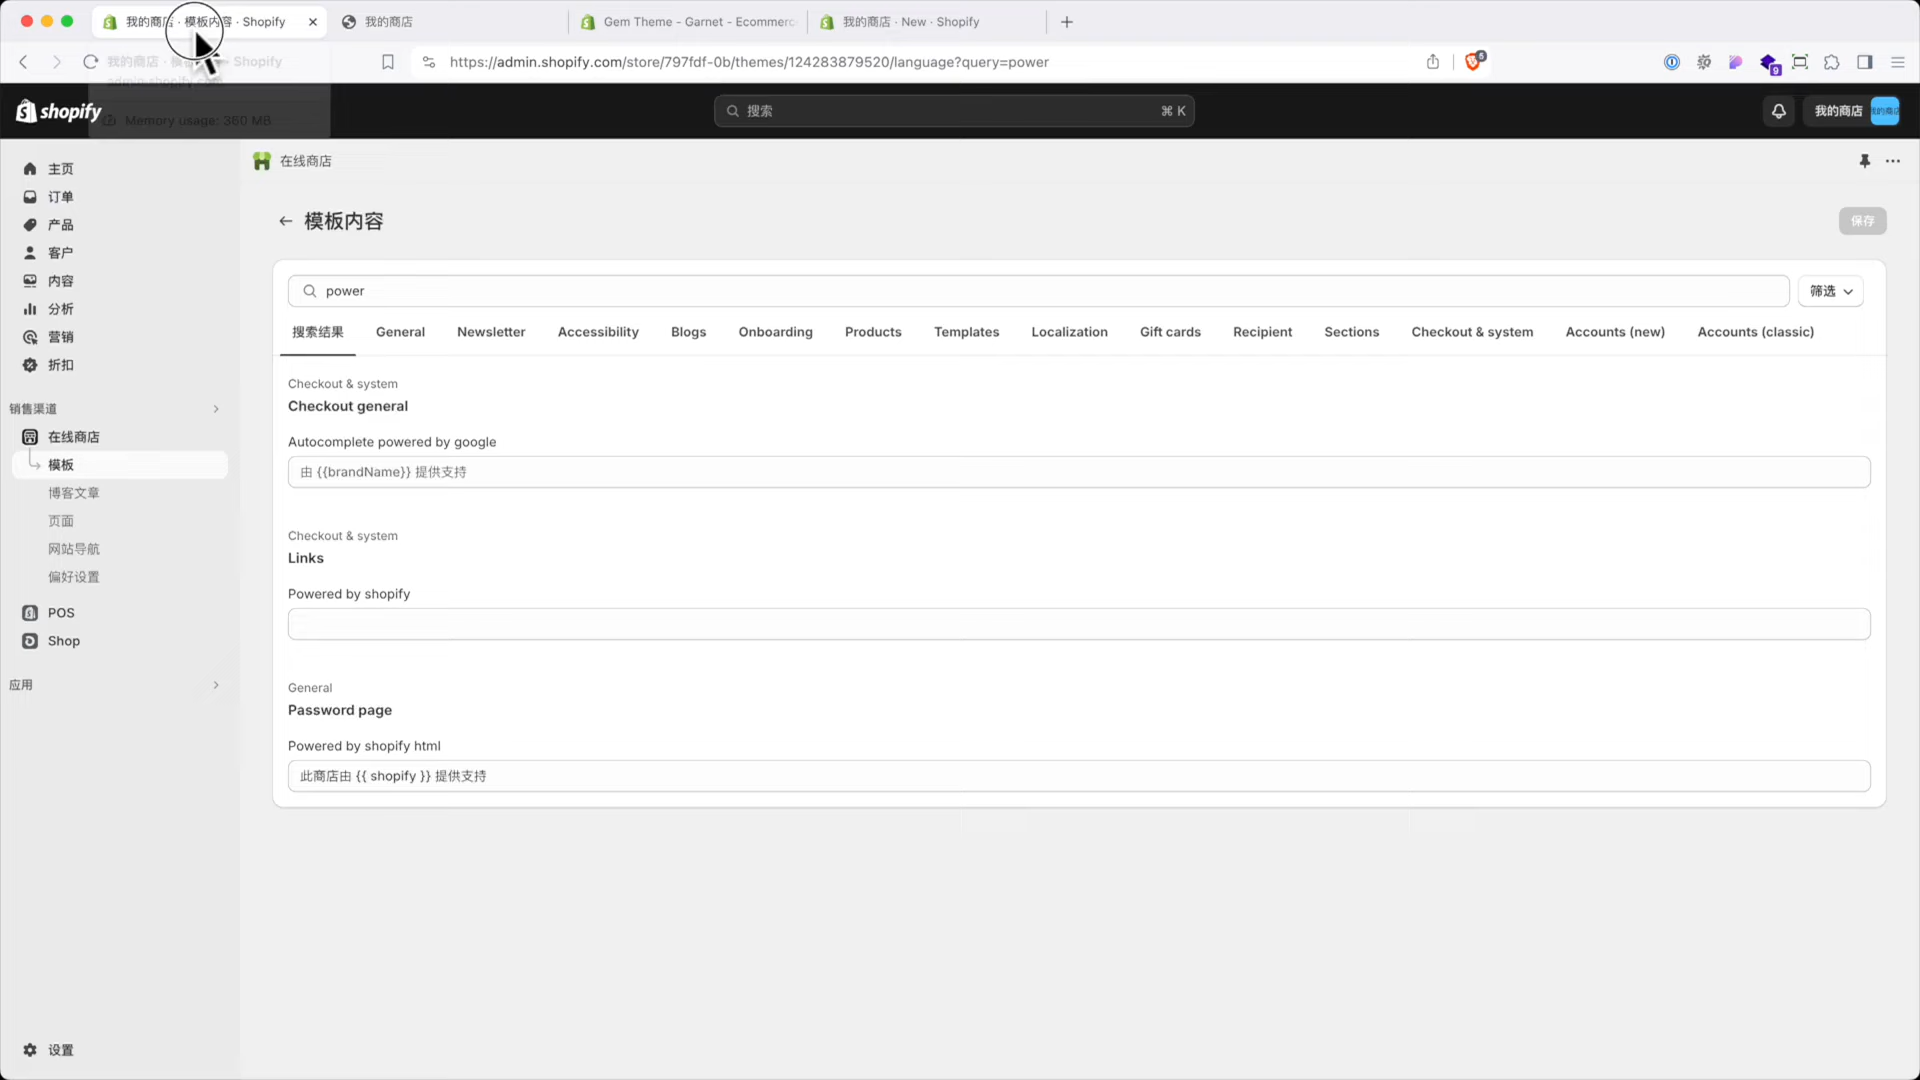 我的商店 · 模板内容 · Shopify
我的商店
Gem Theme - Garnet - Ecommerc
我的商店 · New · Shopify
https://admin.shopify.com/store/797fdf-0b/themes/124283879520/language?query=power
6
9
Shopify
admin.shopify.com
Memory usage: 360 MB
shopify
搜索
⌘ K
我的商店
主页
订单
产品
客户
内容
分析
营销
折扣
销售渠道
在线商店
模板
博客文章
页面
网站导航
偏好设置
POS
Shop
应用
设置
在线商店
模板内容
保存
power
筛选
搜索结果 General Newsletter Accessibility Blogs Onboarding Products Templates Localization Gift cards Recipient Sections Checkout & system Accounts (new) Accounts (classic)
Checkout & system
Checkout general
Autocomplete powered by google
由 {{brandName}} 提供支持
Checkout & system
Links
Powered by shopify
General
Password page
Powered by shopify html
此商店由 {{ shopify }} 提供支持